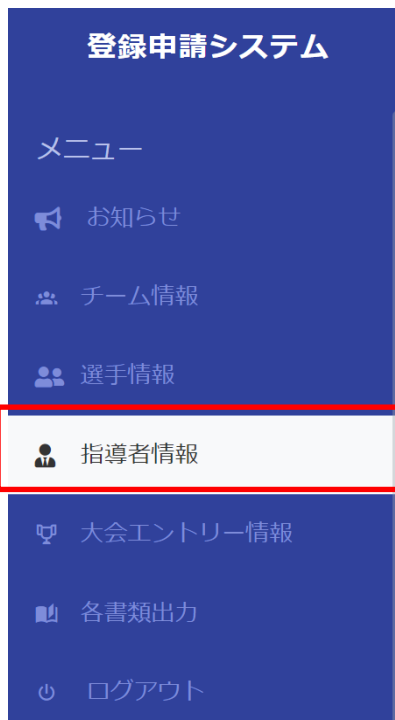 登録申請システム
メニュー
お知らせ
チーム情報
選手情報
指導者情報
大会エントリー情報
各書類出力
ログアウト